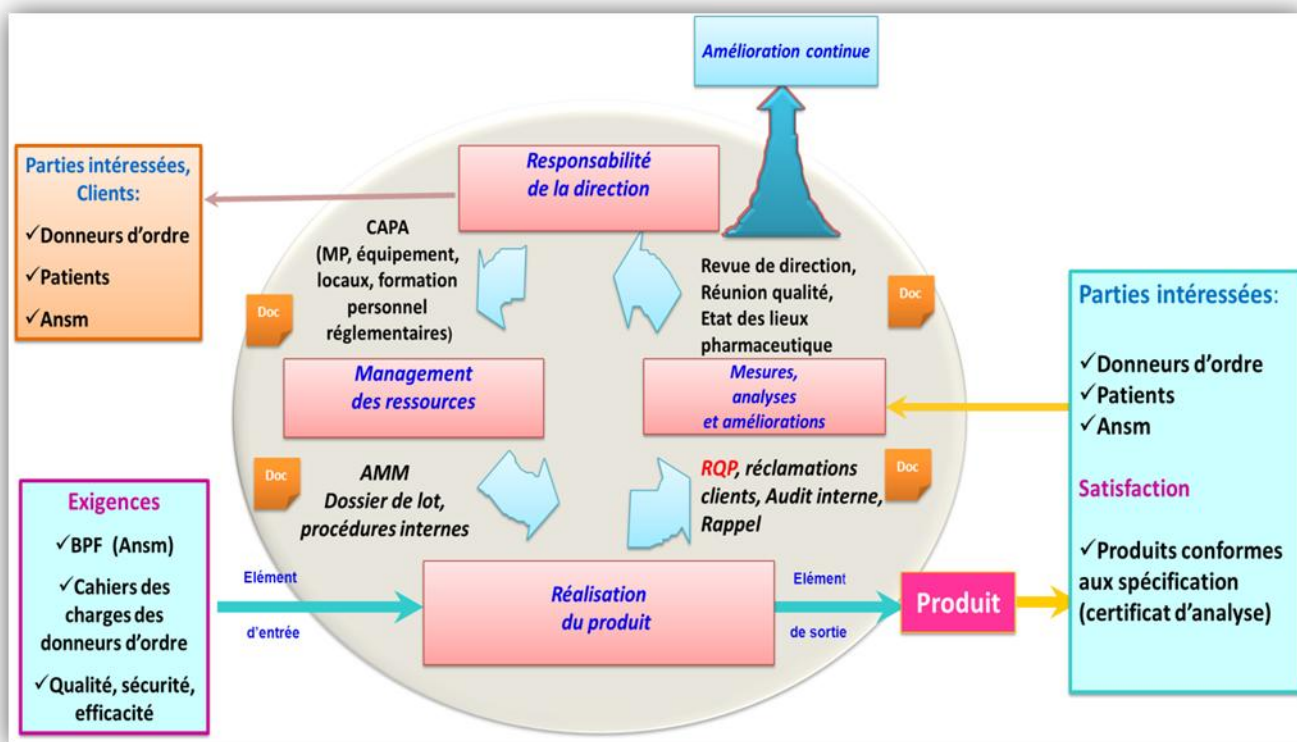 Amélioration continue
Parties intéressées,
Clients:
✓Donneurs d'ordre
✓Patients
✓Ansm
Responsabilité
de la direction
CAPA
(MP, équipement,
locaux, formation
personnel
réglementaires)
Doc
Revue de direction,
Réunion qualité,
Etat des lieux
pharmaceutique
Doc
Management
des ressources
Mesures,
analyses
et améliorations
Doc
AMM
Dossier de lot,
procédures internes
RQP, réclamations
clients, Audit interne,
Rappel
Doc
Exigences
✓BPF (Ansm)
✓Cahiers des
charges des
donneurs d'ordre
✓Qualité, sécurité,
efficacité
Elément
d'entrée
Réalisation
du produit
Elément
de sortie
Produit
Parties intéressées:
✓Donneurs d'ordre
✓Patients
✓Ansm
Satisfaction
✓Produits conformes
aux spécification
(certificat d'analyse)